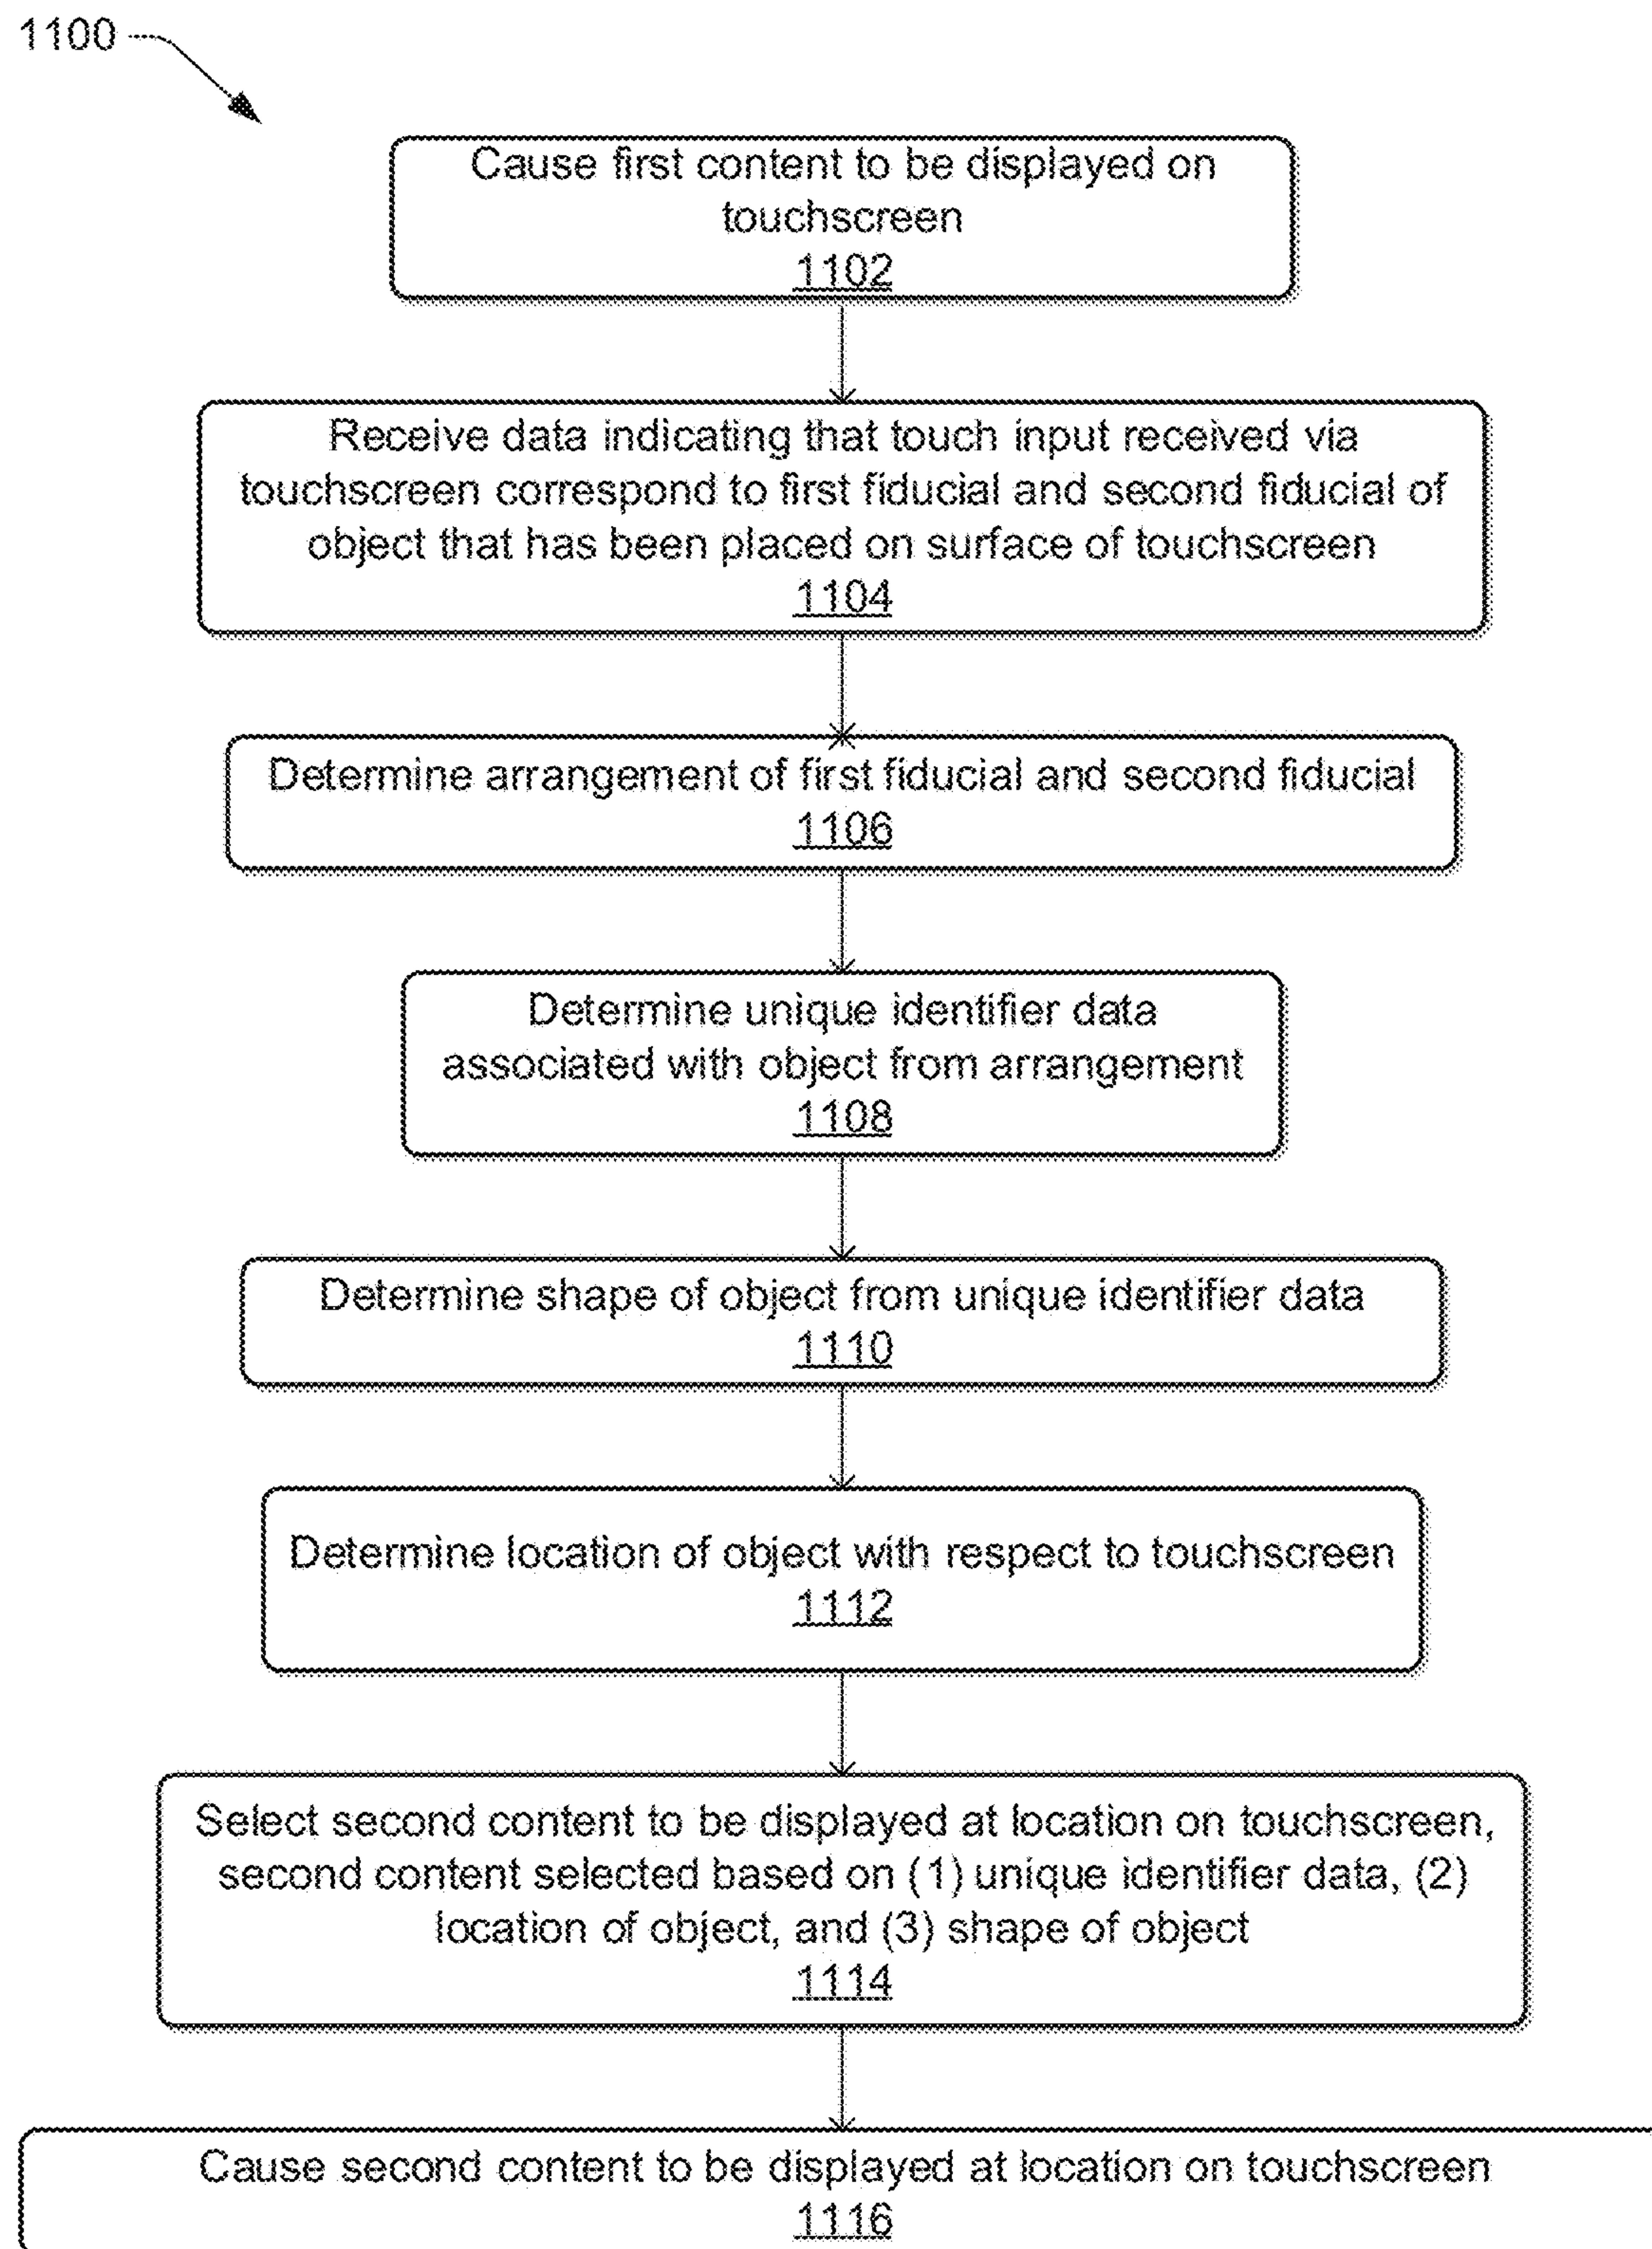 1100
Cause first content to be displayed on
touchscreen
1102
Receive data indicating that touch input received via
touchscreen correspond to first fiducial and second fiducial of
object that has been placed on surface of touchscreen
1104
Determine arrangement of first fiducial and second fiducial
1106
Determine unique identifier data
associated with object from arrangement
1108
Determine shape of object from unique identifier data
1110
Determine location of object with respect to touchscreen
1112
Select second content to be displayed at location on touchscreen,
second content selected based on (1) unique identifier data, (2)
location of object, and (3) shape of object
1114
Cause second content to be displayed at location on touchscreen
1116